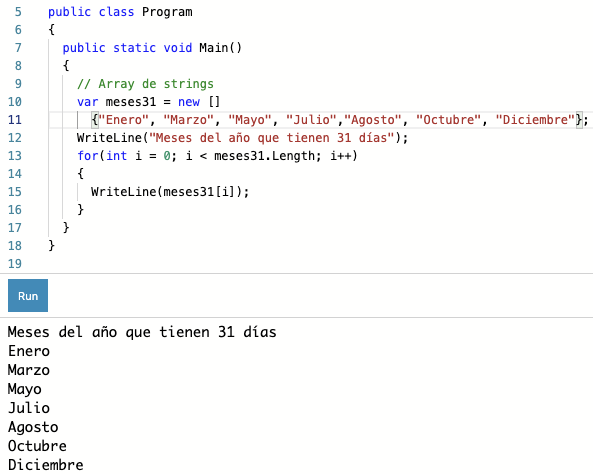 5 public class Program
6 {
7 public static void Main()
8 {
9 // Array de strings
10 var meses31 = new []
11 {"Enero", "Marzo", "Mayo", "Julio","Agosto", "Octubre", "Diciembre"};
12 WriteLine("Meses del año que tienen 31 días");
13 for(int i = 0; i < meses31.Length; i++)
14 {
15 WriteLine(meses31[i]);
16 }
17 }
18 }
19
Run
Meses del año que tienen 31 días
Enero
Marzo
Mayo
Julio
Agosto
Octubre
Diciembre